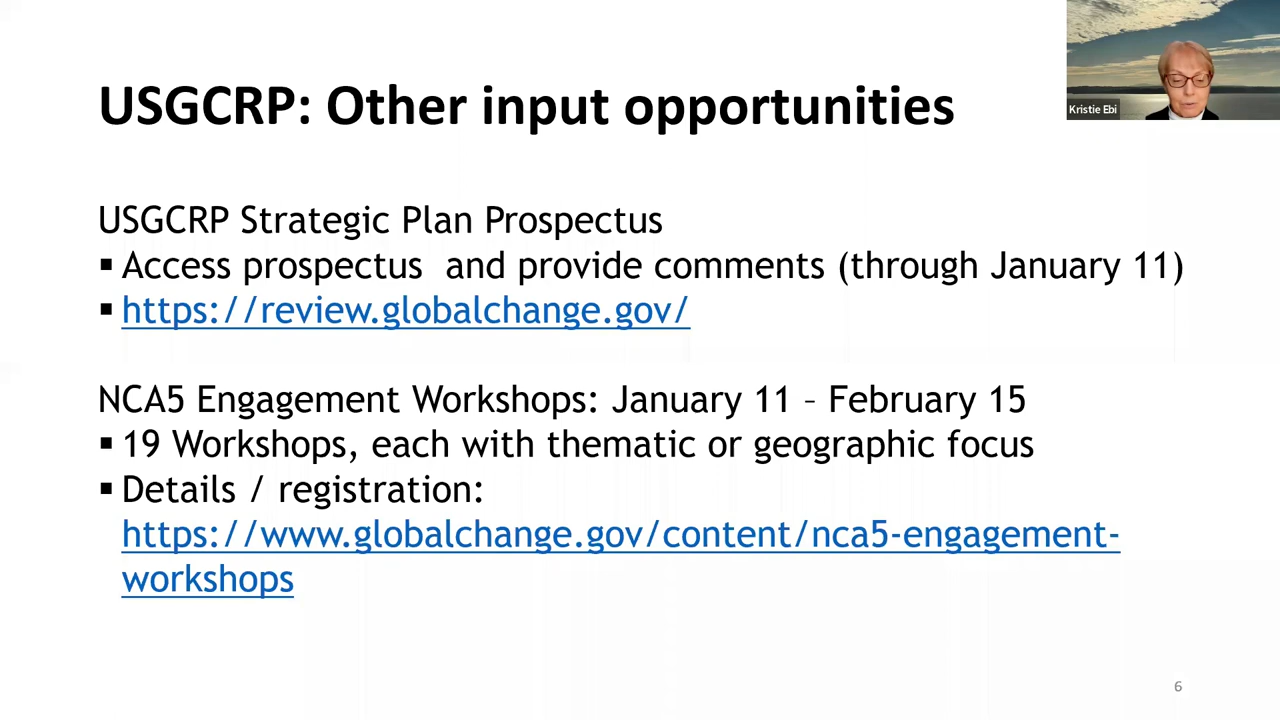 USGCRP: Other input opportunities
Kristie Ebi
USGCRP Strategic Plan Prospectus
▪ Access prospectus  and provide comments (through January 11)
▪ https://review.globalchange.gov/
NCA5 Engagement Workshops: January 11 – February 15
▪ 19 Workshops, each with thematic or geographic focus
▪ Details / registration:
https://www.globalchange.gov/content/nca5-engagement-
workshops
6